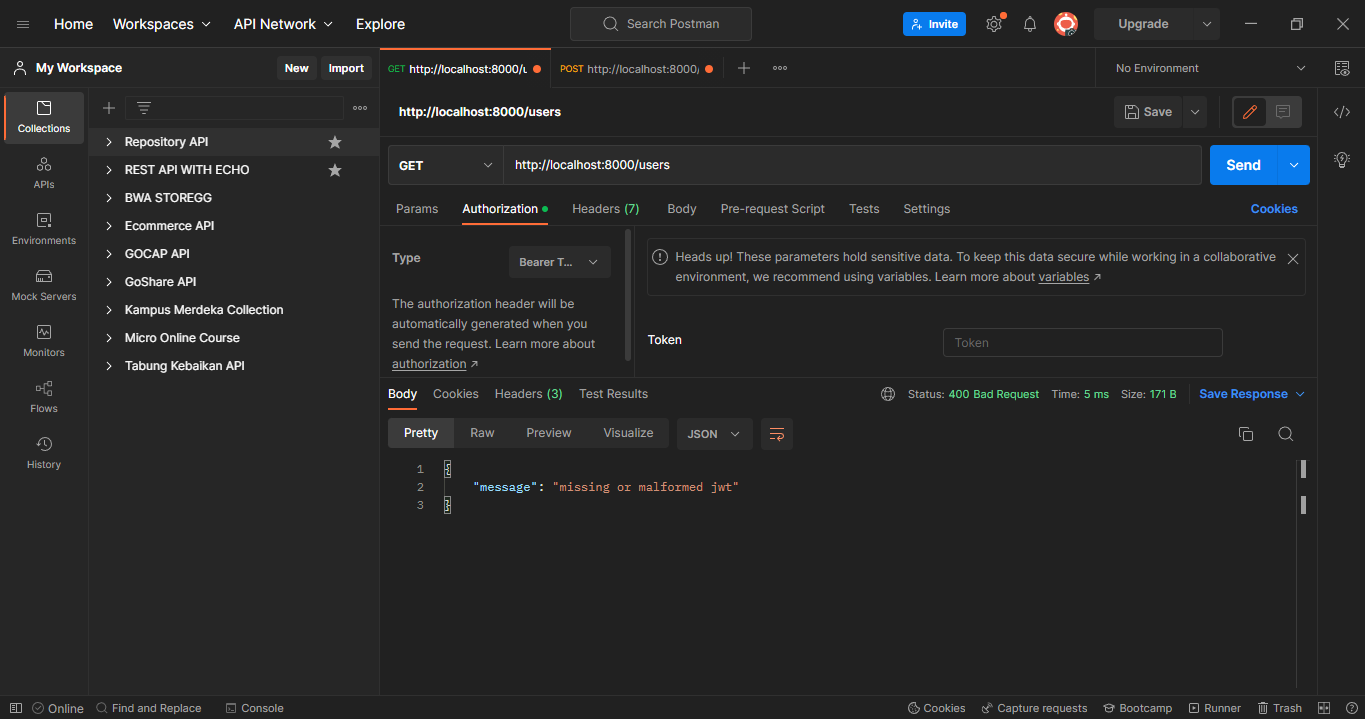 Home Workspaces API Network Explore Search Postman Invite Upgrade
My Workspace New Import
GET http://localhost:8000/u POST http://localhost:8000/ No Environment
Collections
APIs
Environments
Mock Servers
Monitors
Flows
History
Repository API
REST API WITH ECHO
BWA STOREGG
Ecommerce API
GOCAP API
GoShare API
Kampus Merdeka Collection
Micro Online Course
Tabung Kebaikan API
http://localhost:8000/users Save
GET http://localhost:8000/users Send
Params Authorization Headers (7) Body Pre-request Script Tests Settings Cookies
Type Bearer T...
The authorization header will be
automatically generated when you
send the request. Learn more about
authorization ↗
Heads up! These parameters hold sensitive data. To keep this data secure while working in a collaborative
environment, we recommend using variables. Learn more about variables ↗
Token Token
Body Cookies Headers (3) Test Results Status: 400 Bad Request Time: 5 ms Size: 171 B Save Response
Pretty Raw Preview Visualize JSON
1 {
2 "message": "missing or malformed jwt"
3 }
Online Find and Replace Console Cookies Capture requests Bootcamp Runner Trash